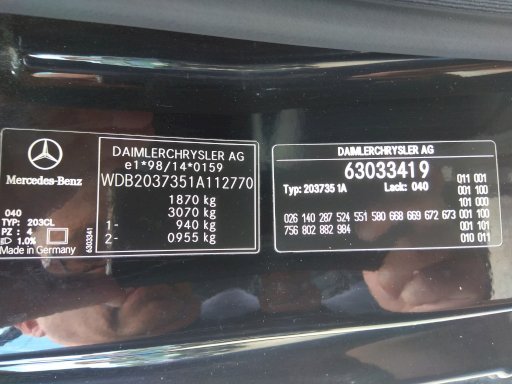 Mercedes-Benz
040
TYP : 203CL
PZ : 4
1.0%
Made in Germany
6303341
DAIMLERCHRYSLER AG
e1*98/14*0159
WDB2037351A112770
1870 kg
3070 kg
1- 940 kg
2- 0955 kg
DAIMLERCHRYSLER AG
63033419
Typ: 203735 1A Lack: 040
026 140 287 524 551 580 668 669 672 673
756 802 882 984
011 001
001 100
101 000
001 100
001 101
010 011